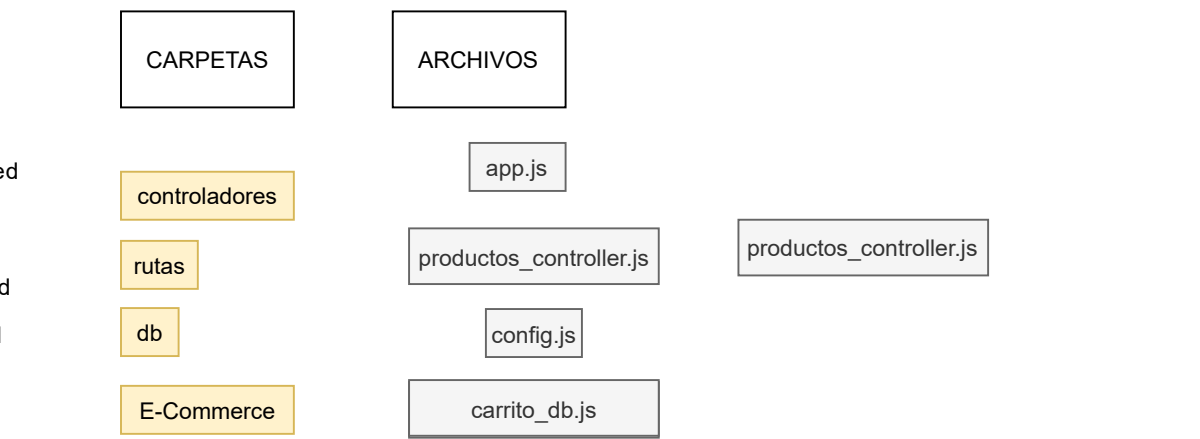 CARPETAS
ARCHIVOS
app.js
controladores
productos_controller.js
productos_controller.js
rutas
db
config.js
E-Commerce
carrito_db.js